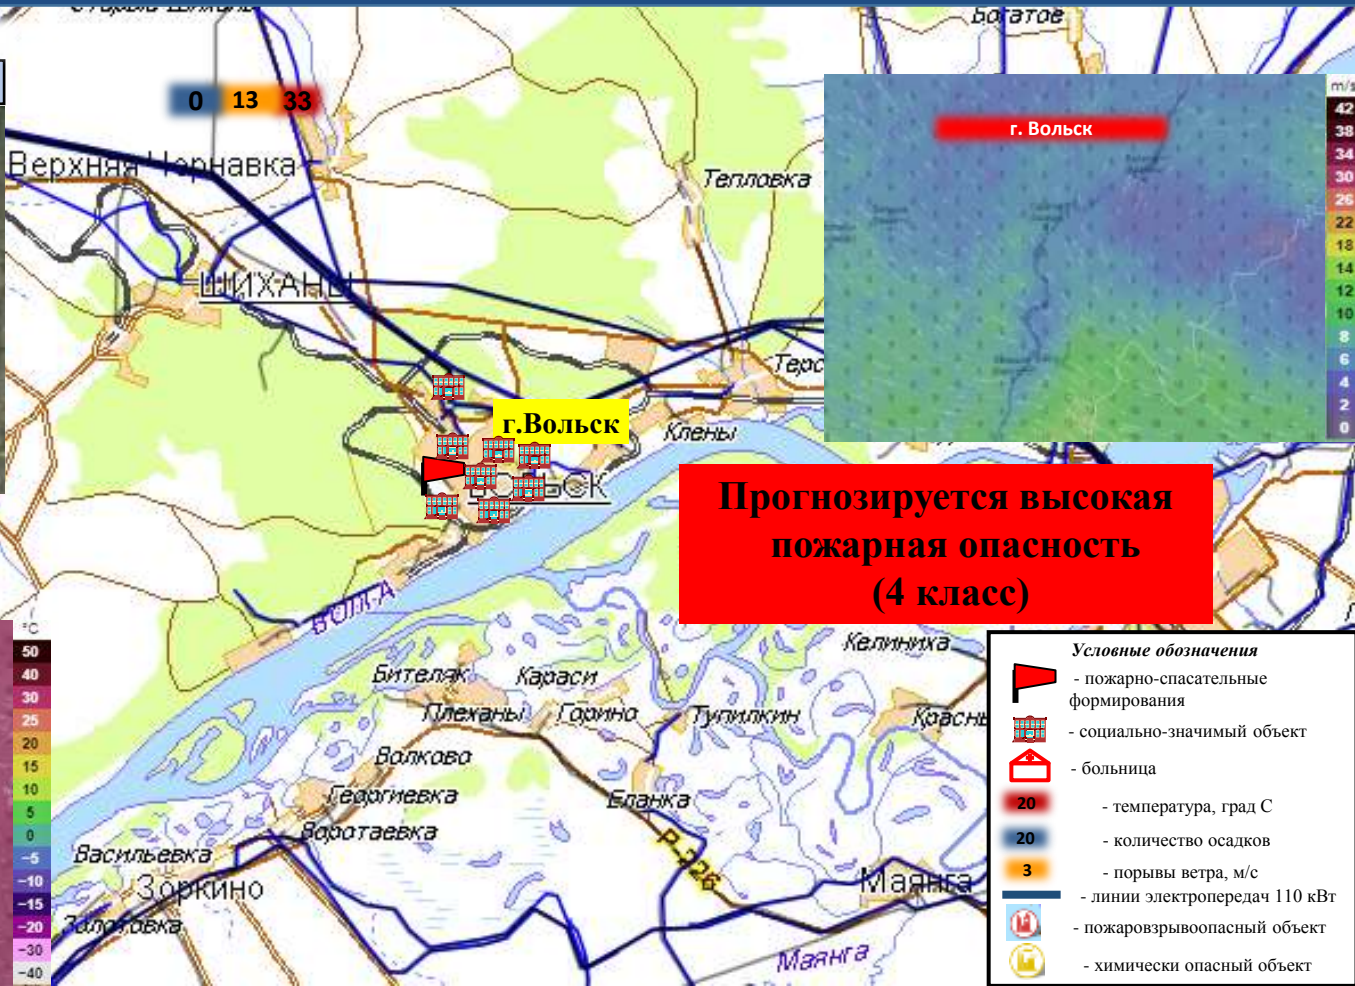 Богатое
0 13 33
Верхняя Чернавка
Тепловка
ШИХАНЫ
г. Вольск
m/s
42
38
34
30
26
22
18
14
12
10
8
6
4
2
0
г.Вольск
Клены
ВОЛЬСК
ВОЛГА
Прогнозируется высокая
пожарная опасность
(4 класс)
°C
50
40
30
25
20
15
10
5
0
−5
−10
−15
−20
−30
−40
Келиниха
Бителяк
Караси
Плеханы
Горино
Тупилкин
Волково
Георгиевка
Еланка
Воротаевка
Васильевка
Зоркино
Золотовка
Р-226
Маянга
Маянга
Условные обозначения
- пожарно-спасательные
формирования
- социально-значимый объект
- больница
20 - температура, град С
20 - количество осадков
3 - порывы ветра, м/с
- линии электропередач 110 кВт
- пожаровзрывоопасный объект
- химически опасный объект